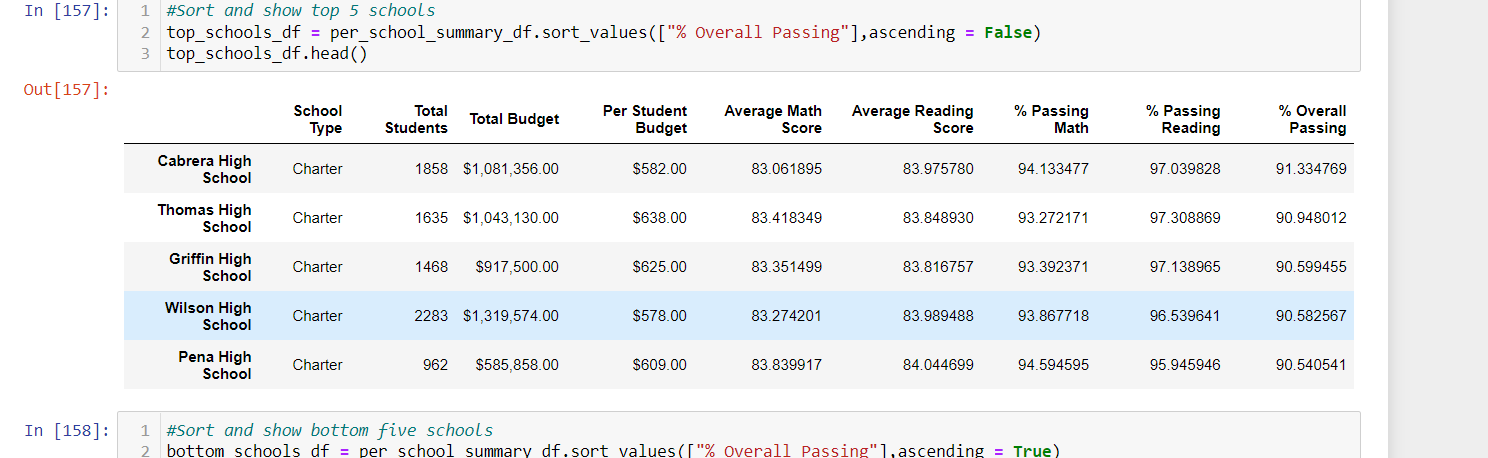 In [157]:
1 #Sort and show top 5 schools
2 top_schools_df = per_school_summary_df.sort_values(["% Overall Passing"],ascending = False)
3 top_schools_df.head()
Out[157]:
School Type Total Students Total Budget Per Student Budget Average Math Score Average Reading Score % Passing Math % Passing Reading % Overall Passing
Cabrera High School Charter 1858 $1,081,356.00 $582.00 83.061895 83.975780 94.133477 97.039828 91.334769
Thomas High School Charter 1635 $1,043,130.00 $638.00 83.418349 83.848930 93.272171 97.308869 90.948012
Griffin High School Charter 1468 $917,500.00 $625.00 83.351499 83.816757 93.392371 97.138965 90.599455
Wilson High School Charter 2283 $1,319,574.00 $578.00 83.274201 83.989488 93.867718 96.539641 90.582567
Pena High School Charter 962 $585,858.00 $609.00 83.839917 84.044699 94.594595 95.945946 90.540541
In [158]:
1 #Sort and show bottom five schools
2 bottom_schools_df = per_school_summary_df.sort_values(["% Overall Passing"],ascending = True)